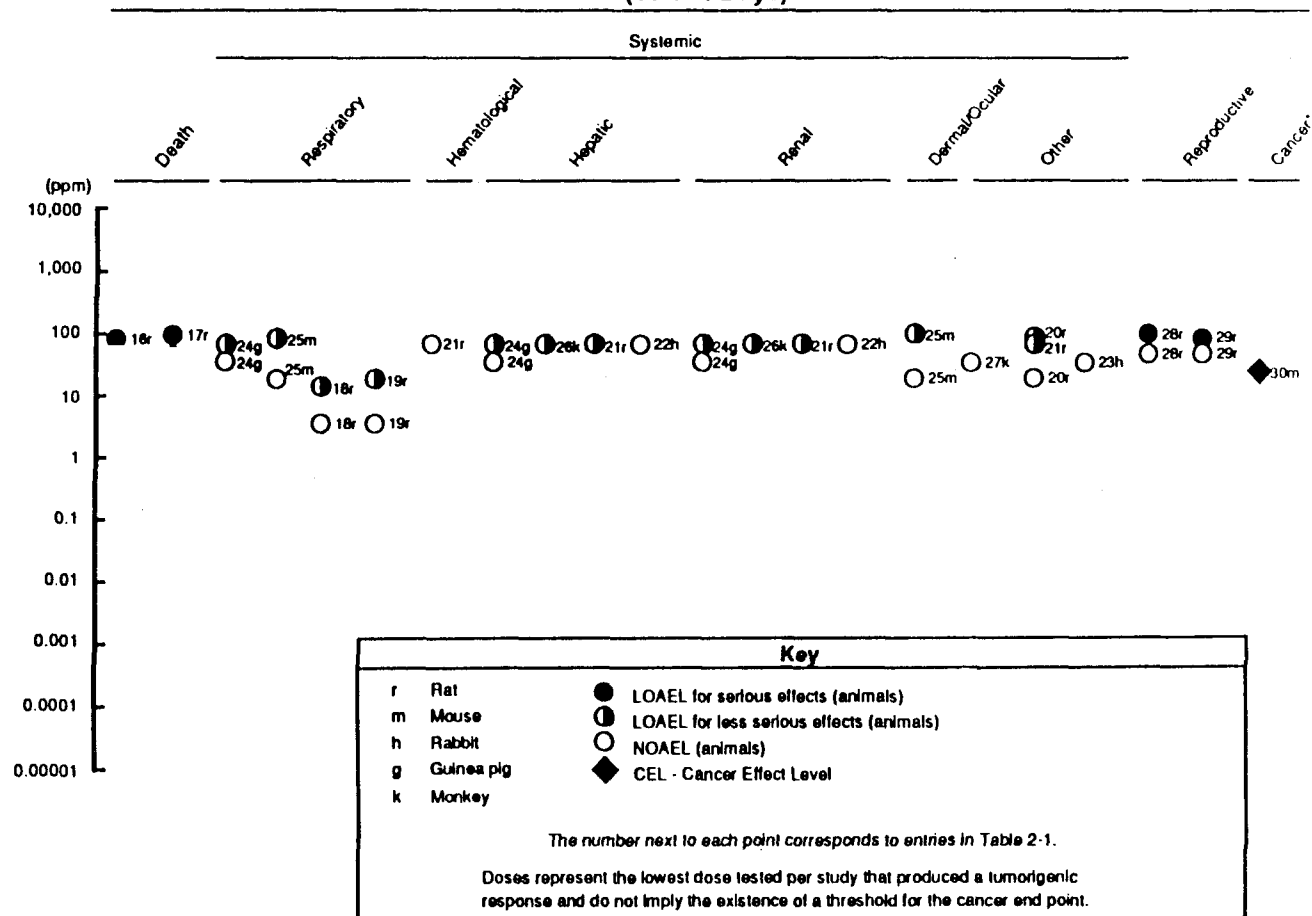 Systemic
Death
Respiratory
Hematological
Hepatic
Renal
Dermal/Ocular
Other
Reproductive
Cancer*
(ppm)
10,000
1,000
100
10
1
0.1
0.01
0.001
0.0001
0.00001
16r
17r
24g
24g
25m
25m
18r
18r
19r
19r
21r
24g
24g
26k
21r
22h
24g
24g
26k
21r
22h
25m
25m
27k
20r
21r
20r
23h
28r
28r
29r
29r
30m
Key
r Rat
m Mouse
h Rabbit
g Guinea pig
k Monkey
LOAEL for serious effects (animals)
LOAEL for less serious effects (animals)
NOAEL (animals)
CEL - Cancer Effect Level
The number next to each point corresponds to entries in Table 2-1.
Doses represent the lowest dose tested per study that produced a tumorigenic
response and do not imply the existence of a threshold for the cancer end point.